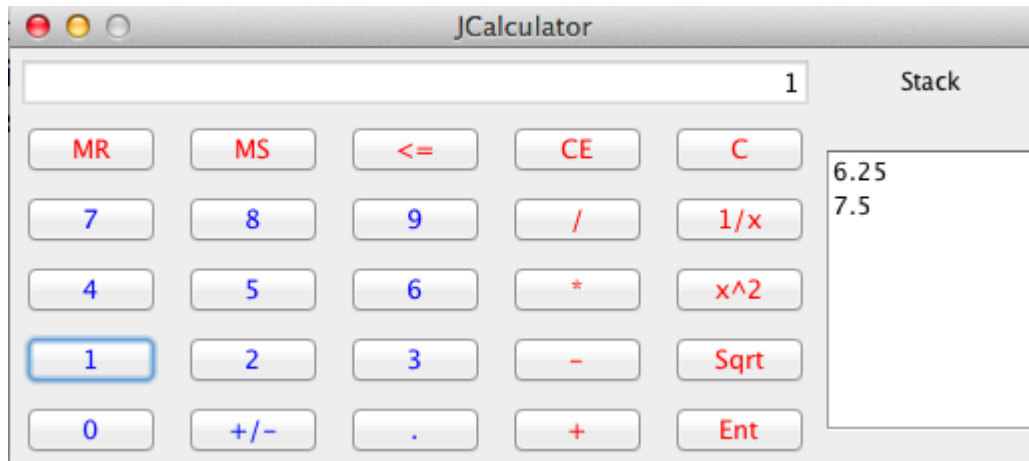 JCalculator
1 Stack
MR MS <= CE C
6.25
7 8 9 / 1/x
7.5
4 5 6 * x^2
1 2 3 - Sqrt
0 +/- . + Ent